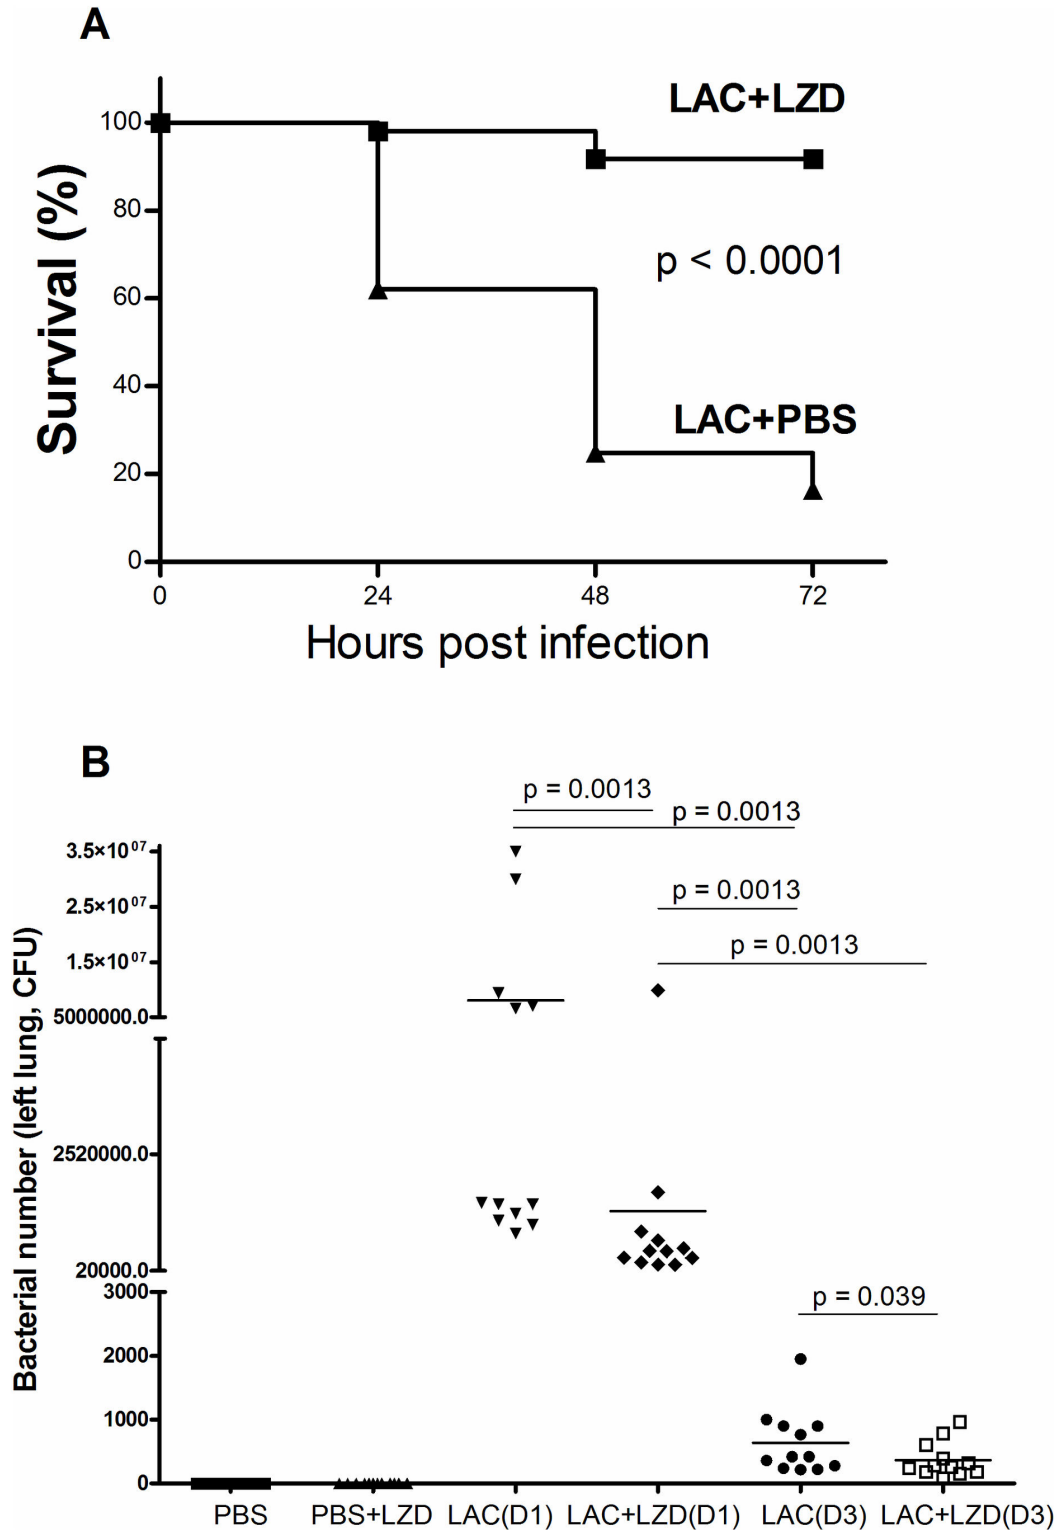 A
LAC+LZD
100
80
60
40
20
0
Survival (%)
p < 0.0001
LAC+PBS
0 24 48 72
Hours post infection
B
p = 0.0013
p = 0.0013
p = 0.0013
p = 0.0013
p = 0.039
3.5×10⁰⁷
2.5×10⁰⁷
1.5×10⁰⁷
5000000.0
2520000.0
20000.0
3000
2000
1000
0
Bacterial number (left lung, CFU)
PBS PBS+LZD LAC(D1) LAC+LZD(D1) LAC(D3) LAC+LZD(D3)